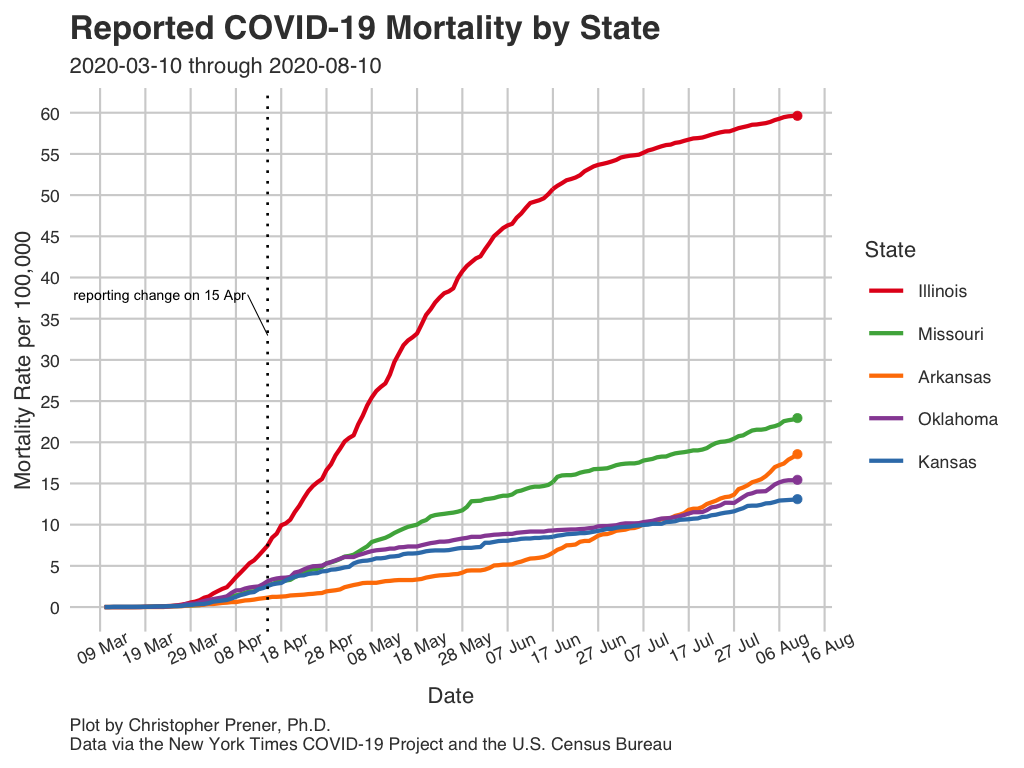 Reported COVID-19 Mortality by State
2020-03-10 through 2020-08-10
Mortality Rate per 100,000
60
55
50
45
40
35
30
25
20
15
10
5
0
reporting change on 15 Apr
09 Mar
19 Mar
29 Mar
08 Apr
18 Apr
28 Apr
08 May
18 May
28 May
07 Jun
17 Jun
27 Jun
07 Jul
17 Jul
27 Jul
06 Aug
16 Aug
Date
State
Illinois
Missouri
Arkansas
Oklahoma
Kansas
Plot by Christopher Prener, Ph.D.
Data via the New York Times COVID-19 Project and the U.S. Census Bureau